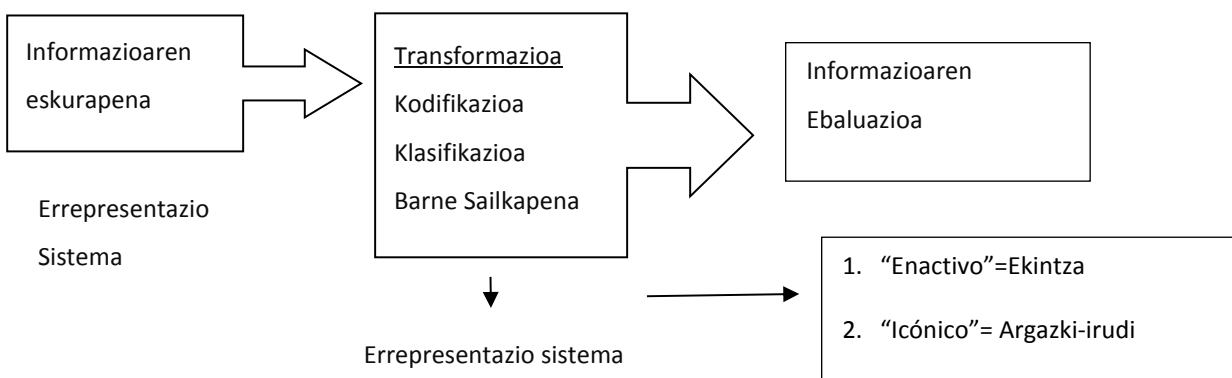 Informazioaren
eskurapena
Errepresentazio
Sistema
Transformazioa
Kodifikazioa
Klasifikazioa
Barne Sailkapena
Errepresentazio sistema
Informazioaren
Ebaluazioa
1. “Enactivo”=Ekintza
2. “Icónico”= Argazki-irudi